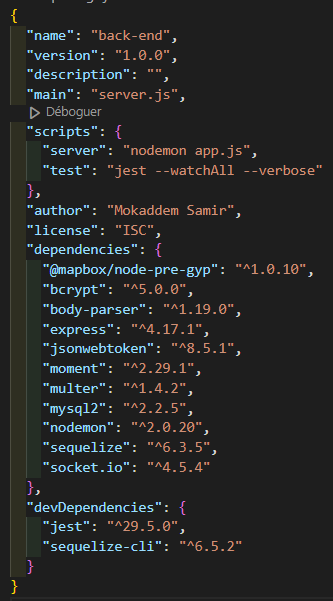 {
"name": "back-end",
"version": "1.0.0",
"description": "",
"main": "server.js",
Déboguer
"scripts": {
"server": "nodemon app.js",
"test": "jest --watchAll --verbose"
},
"author": "Mokaddem Samir",
"license": "ISC",
"dependencies": {
"@mapbox/node-pre-gyp": "^1.0.10",
"bcrypt": "^5.0.0",
"body-parser": "^1.19.0",
"express": "^4.17.1",
"jsonwebtoken": "^8.5.1",
"moment": "^2.29.1",
"multer": "^1.4.2",
"mysql2": "^2.2.5",
"nodemon": "^2.0.20",
"sequelize": "^6.3.5",
"socket.io": "^4.5.4"
},
"devDependencies": {
"jest": "^29.5.0",
"sequelize-cli": "^6.5.2"
}
}